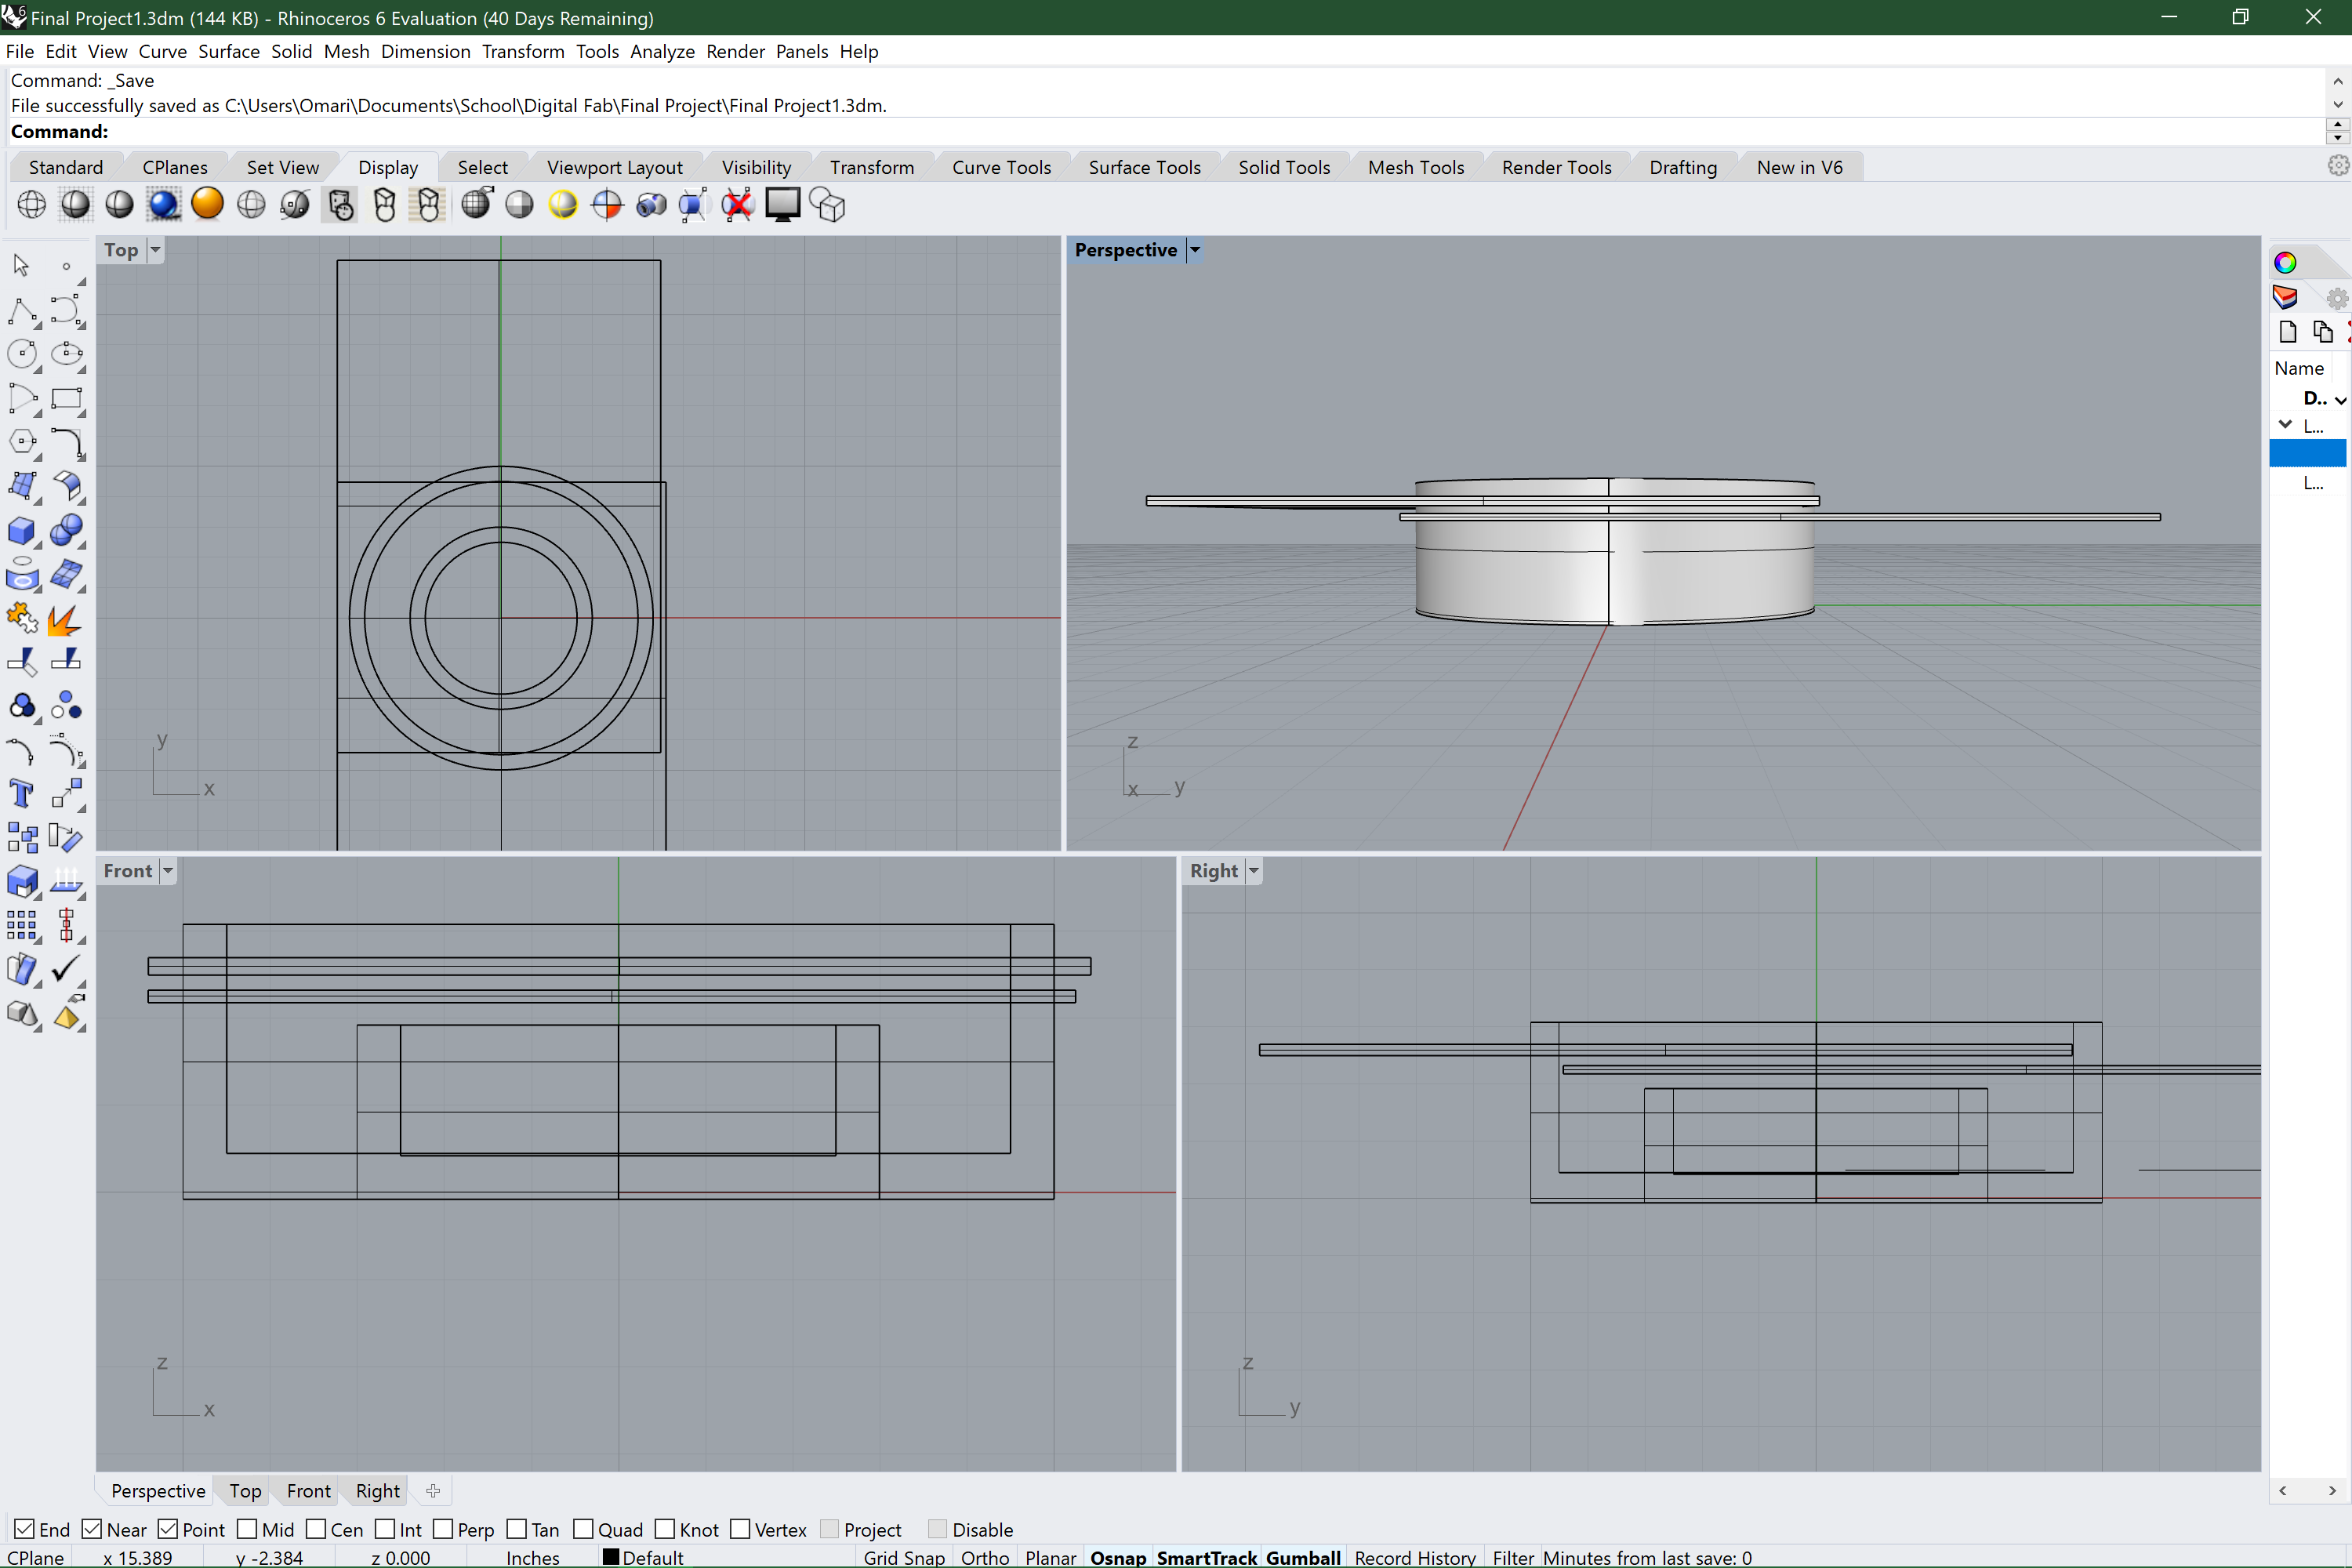 Final Project1.3dm (144 KB) - Rhinoceros 6 Evaluation (40 Days Remaining)
File Edit View Curve Surface Solid Mesh Dimension Transform Tools Analyze Render Panels Help
Command: _Save
File successfully saved as C:\Users\Omari\Documents\School\Digital Fab\Final Project\Final Project1.3dm.
Command:
Standard CPlanes Set View Display Select Viewport Layout Visibility Transform Curve Tools Surface Tools Solid Tools Mesh Tools Render Tools Drafting New in V6
Top
Perspective
Name
D..
L...
L...
y
x
z
x y
Front
Right
z
x
z
y
Perspective Top Front Right
End Near Point Mid Cen Int Perp Tan Quad Knot Vertex Project Disable
CPlane x 15.389 y -2.384 z 0.000 Inches Default Grid Snap Ortho Planar Osnap SmartTrack Gumball Record History Filter Minutes from last save: 0